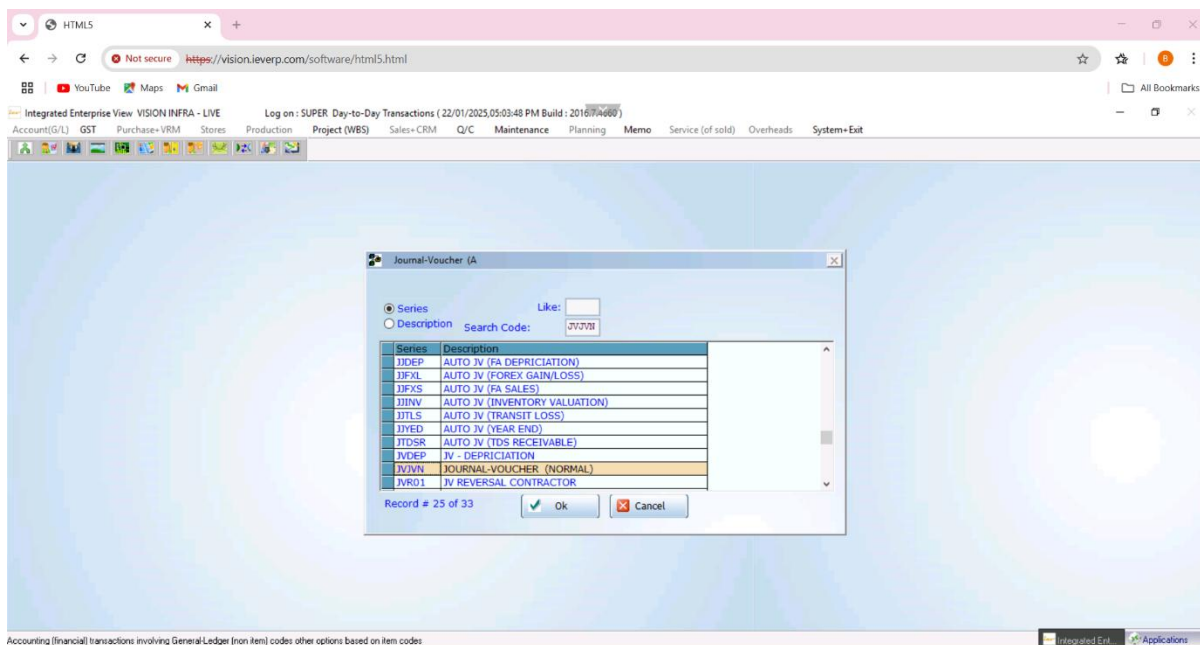 HTML5
Not secure https://vision.ieverp.com/software/html5.html
B
YouTube Maps Gmail All Bookmarks
Integrated Enterprise View VISION INFRA - LIVE Log on : SUPER Day-to-Day Transactions ( 22/01/2025,05:03:48 PM Build : 2016.7.4660 )
Account(G/L) GST Purchase+VRM Stores Production Project (WBS) Sales+CRM Q/C Maintenance Planning Memo Service (of sold) Overheads System+Exit
Journal-Voucher (A
Series Like:
Description Search Code: JVJVN
Series Description
JJDEP AUTO JV (FA DEPRICIATION)
JJFXL AUTO JV (FOREX GAIN/LOSS)
JJFXS AUTO JV (FA SALES)
JJINV AUTO JV (INVENTORY VALUATION)
JJTLS AUTO JV (TRANSIT LOSS)
JJYED AUTO JV (YEAR END)
JTDSR AUTO JV (TDS RECEIVABLE)
JVDEP JV - DEPRICIATION
JVJVN JOURNAL-VOUCHER (NORMAL)
JVR01 JV REVERSAL CONTRACTOR
Record # 25 of 33 Ok Cancel
Accounting (financial) transactions involving General-Ledger (non item) codes other options based on item codes
Integrated Ent... Applications